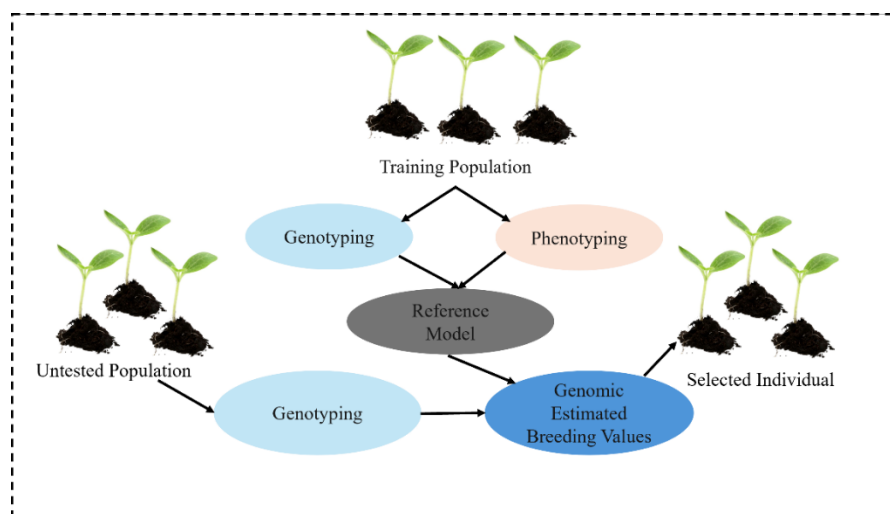 Training Population
Genotyping
Phenotyping
Reference
Model
Untested Population
Genotyping
Genomic
Estimated
Breeding Values
Selected Individual